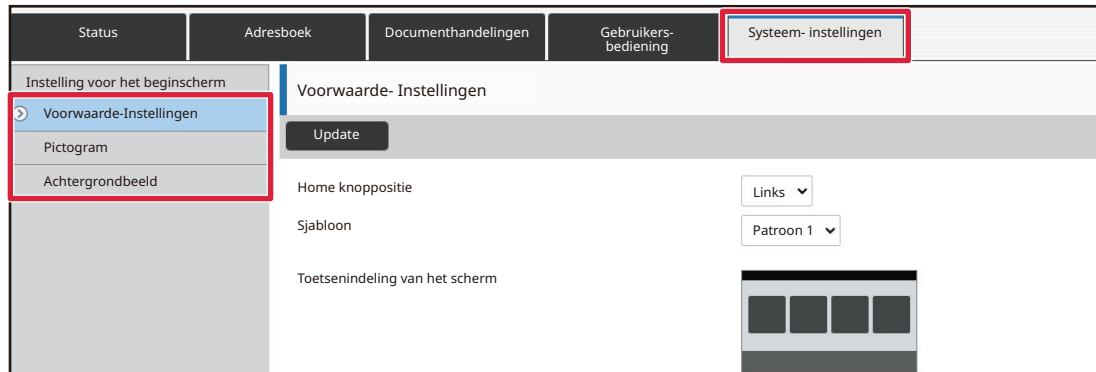 Status
Adresboek
Documenthandelingen
Gebruikers-
bediening
Systeem- instellingen
Instelling voor het beginscherm
Voorwaarde-Instellingen
Pictogram
Achtergrondbeeld
Voorwaarde- Instellingen
Update
Home knoppositie
Links
Sjabloon
Patroon 1
Toetsenindeling van het scherm